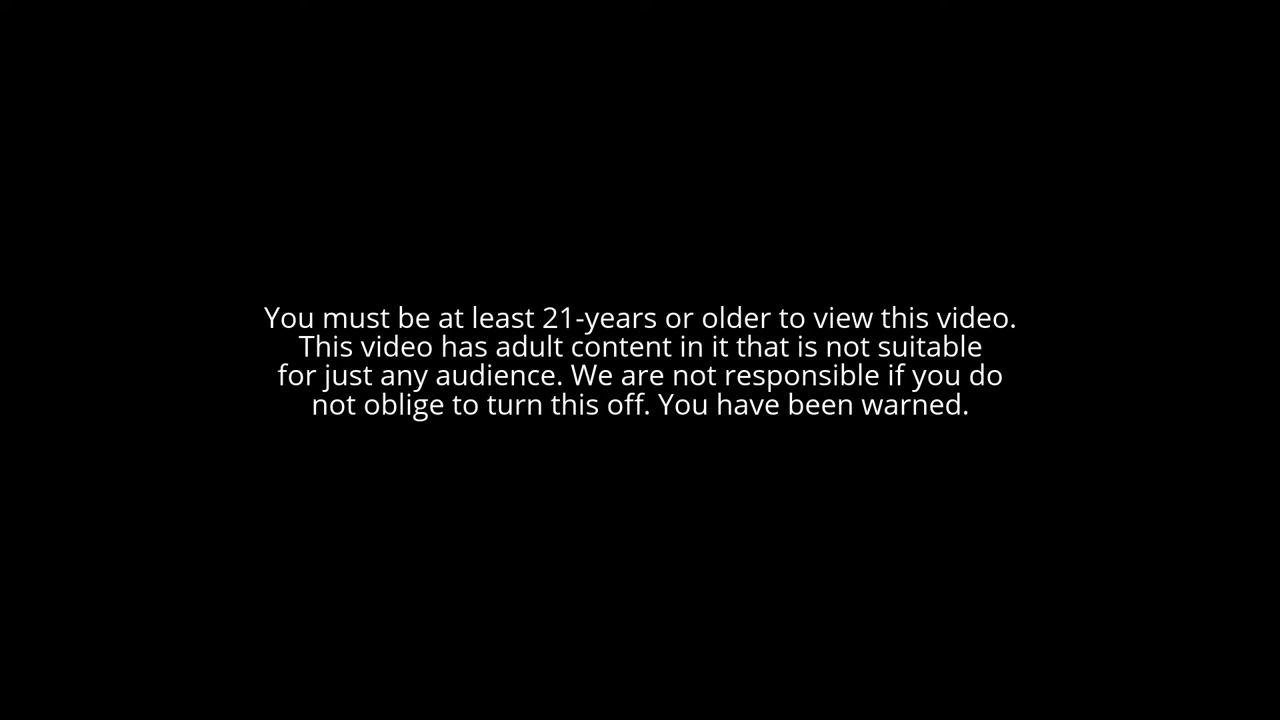 You must be at least 21-years or older to view this video.
This video has adult content in it that is not suitable
for just any audience. We are not responsible if you do
not oblige to turn this off. You have been warned.